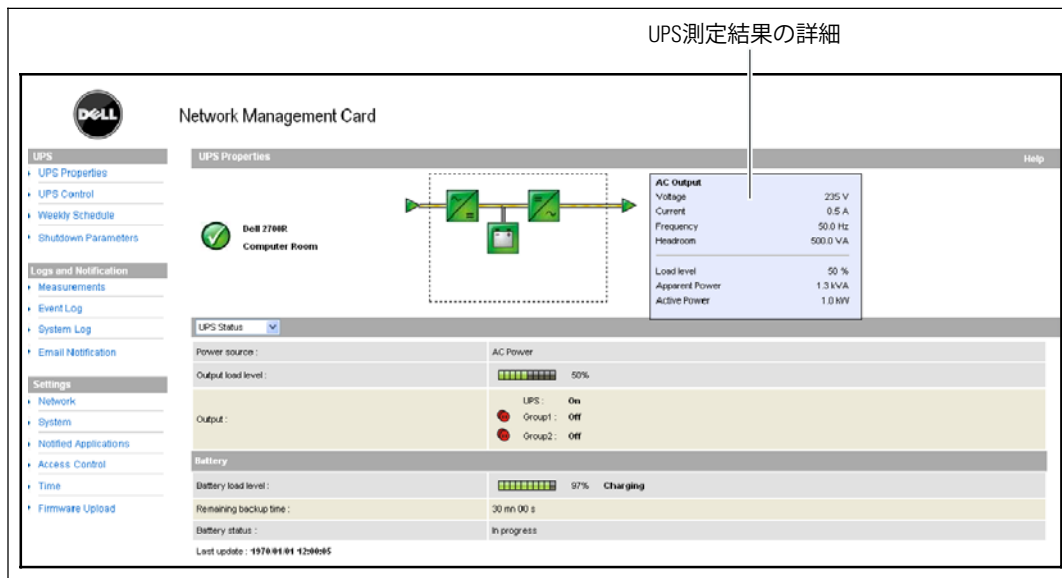 UPS測定結果の詳細
DELL
Network Management Card
UPS
UPS Properties
UPS Control
Weekly Schedule
Shutdown Parameters
Logs and Notification
Measurements
Event Log
System Log
Email Notification
Settings
Network
System
Notified Applications
Access Control
Time
Firmware Upload
UPS Properties Help
Dell 2700R
Computer Room
AC Output
Voltage 235 V
Current 0.5 A
Frequency 50.0 Hz
Headroom 500.0 VA
Load level 50 %
Apparent Power 1.3 kVA
Active Power 1.0 kW
UPS Status
Power source : AC Power
Output load level : 50%
Output :
UPS : On
Group1 : Off
Group2 : Off
Battery
Battery load level : 97% Charging
Remaining backup time : 30 mn 00 s
Battery status : In progress
Last update : 1970/01/01 12:00:05